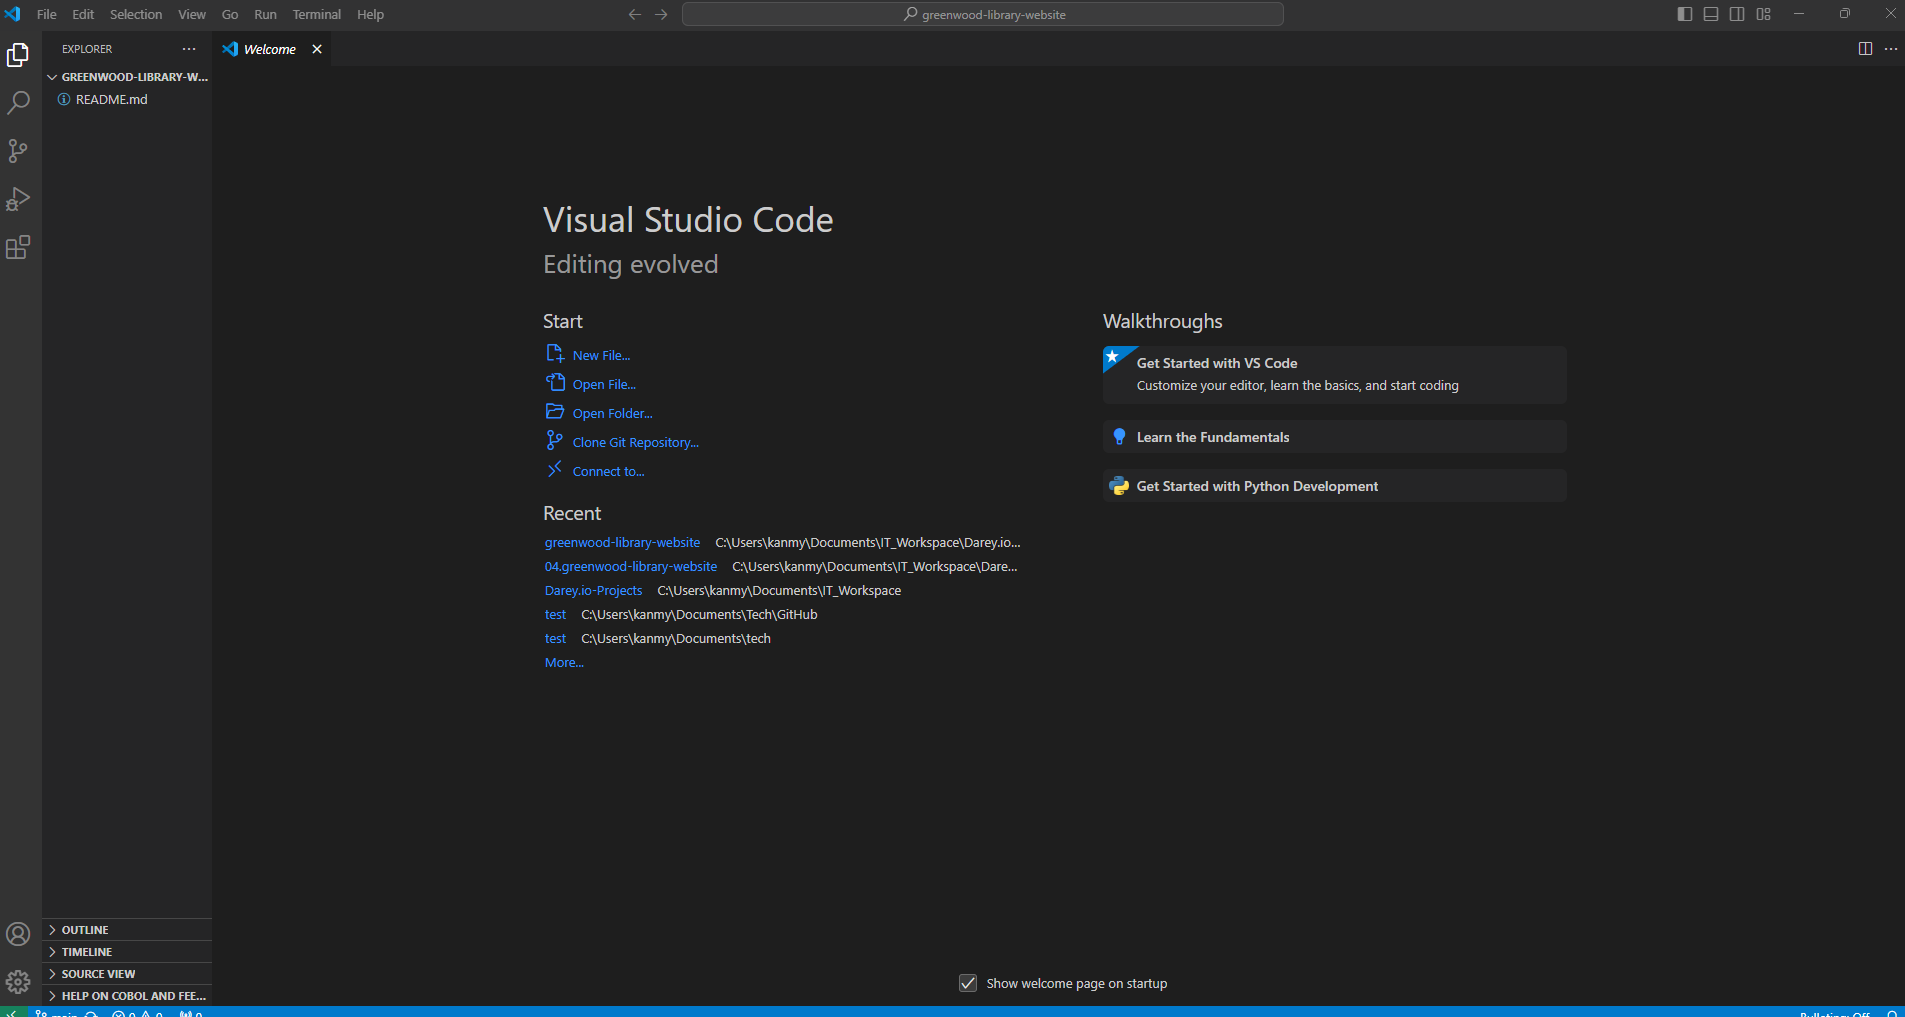 File Edit Selection View Go Run Terminal Help
greenwood-library-website
EXPLORER
Welcome
GREENWOOD-LIBRARY-W...
README.md
Visual Studio Code
Editing evolved
Start
New File...
Open File...
Open Folder...
Clone Git Repository...
Connect to...
Recent
greenwood-library-website C:\Users\kanmy\Documents\IT_Workspace\Darey.io...
04.greenwood-library-website C:\Users\kanmy\Documents\IT_Workspace\Dare...
Darey.io-Projects C:\Users\kanmy\Documents\IT_Workspace
test C:\Users\kanmy\Documents\Tech\GitHub
test C:\Users\kanmy\Documents\tech
More...
Walkthroughs
Get Started with VS Code
Customize your editor, learn the basics, and start coding
Learn the Fundamentals
Get Started with Python Development
OUTLINE
TIMELINE
SOURCE VIEW
HELP ON COBOL AND FEE...
Show welcome page on startup
main 0 0 0
Off